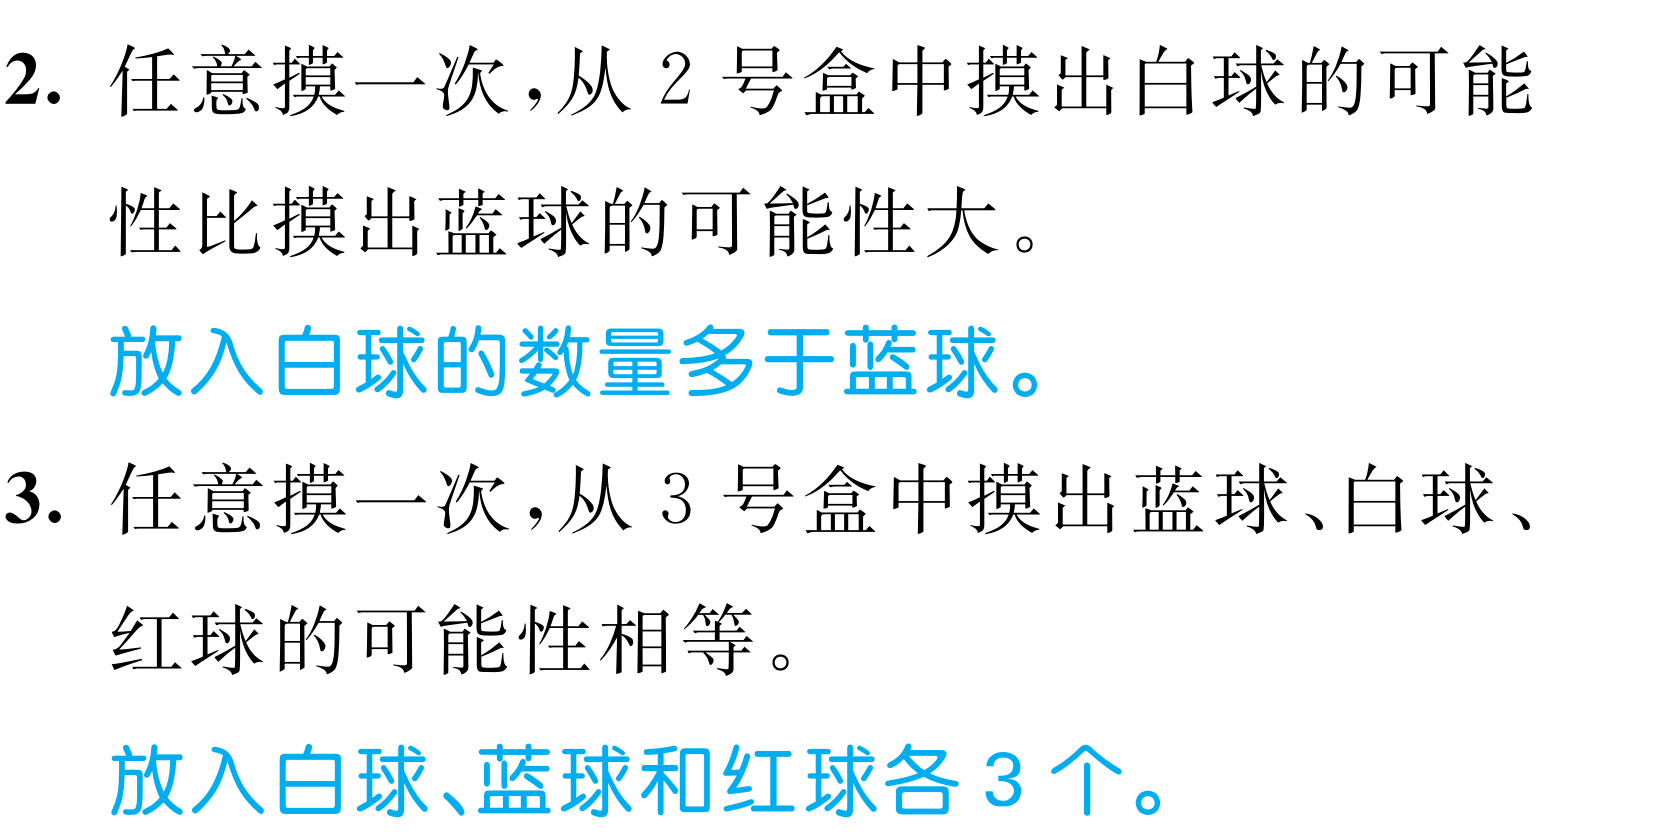 2. 任意摸一次,从 2 号盒中摸出白球的可能
性比摸出蓝球的可能性大。
放入白球的数量多于蓝球。
3. 任意摸一次,从 3 号盒中摸出蓝球、白球、
红球的可能性相等。
放入白球、蓝球和红球各 3 个。